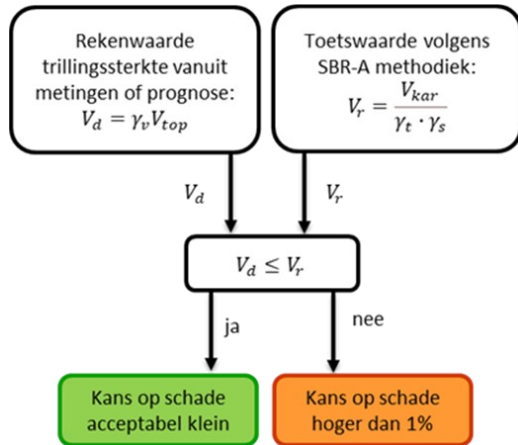 Rekenwaarde
trillingssterkte vanuit
metingen of prognose:
V_d = γ_v V_top
Toetswaarde volgens
SBR-A methodiek:
V_r = V_kar / (γ_t · γ_s)
V_d
V_r
V_d ≤ V_r
ja
nee
Kans op schade
acceptabel klein
Kans op schade
hoger dan 1%